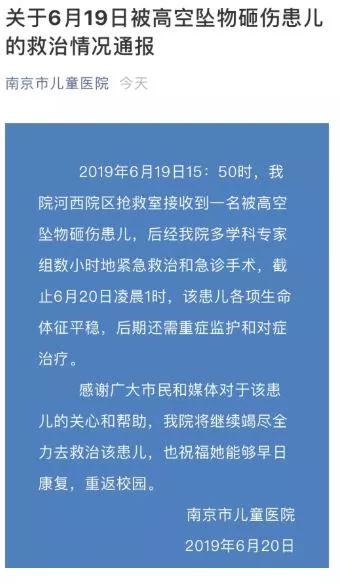 关于6月19日被高空坠物砸伤患儿
的救治情况通报
南京市儿童医院 今天
2019年6月19日15：50时，我
院河西院区抢救室接收到一名被高空
坠物砸伤患儿，后经我院多学科专家
组数小时地紧急救治和急诊手术，截
止6月20日凌晨1时，该患儿各项生命
体征平稳，后期还需重症监护和对症
治疗。
感谢广大市民和媒体对于该患
儿的关心和帮助，我院将继续竭尽全
力去救治该患儿，也祝福她能够早日
康复，重返校园。
南京市儿童医院
2019年6月20日